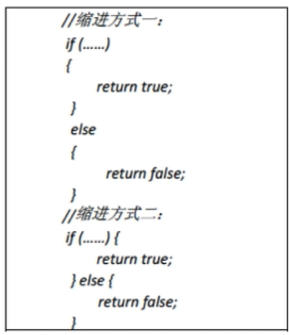 //缩进方式一：
if (……)
{
return true;
}
else
{
return false;
}
//缩进方式二：
if (……) {
return true;
} else {
return false;
}